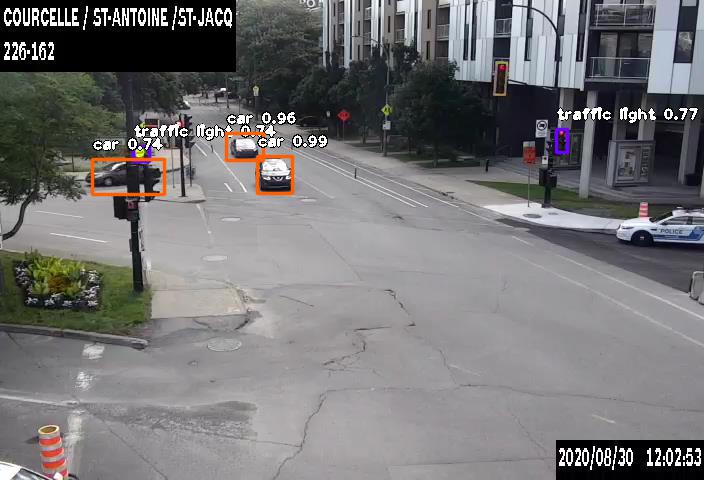 COURCELLE / ST-ANTOINE /ST-JACQ
226-162
car 0.96
traffic light 0.77
traffic light 0.74
car 0.74
car 0.99
POLICE
2020/08/30 12:02:53